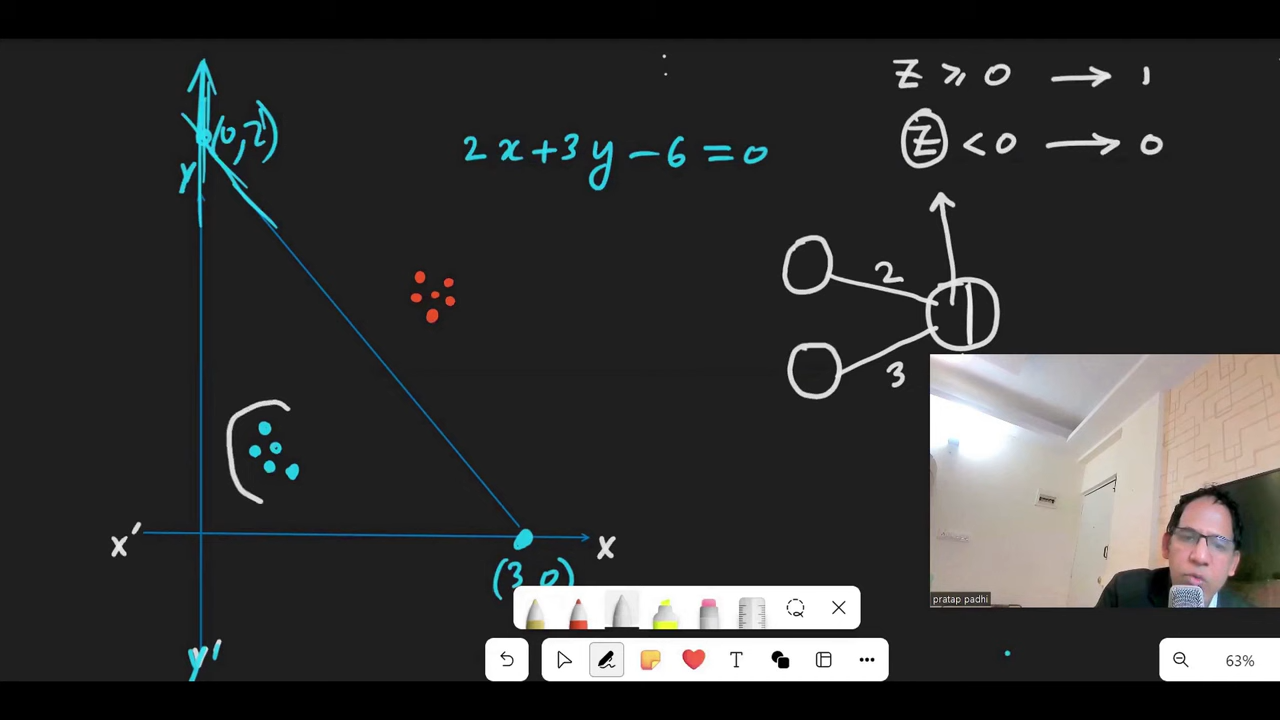 (0,2)
y
2x+3y-6=0
z ⩾ 0 → 1
z < 0 → 0
2
3
x'
x
(3,0)
y'
pratap padhi
T
63%